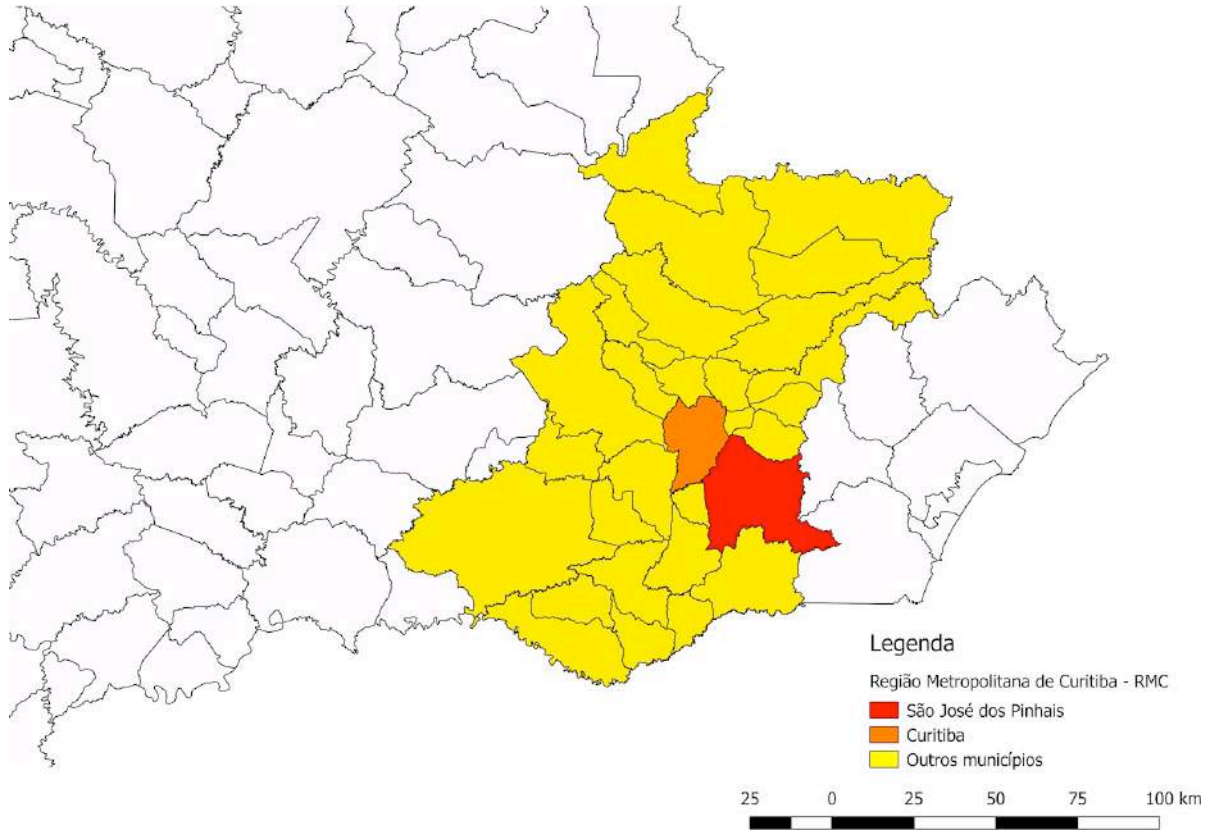 Legenda
Região Metropolitana de Curitiba - RMC
São José dos Pinhais
Curitiba
Outros municípios
25 0 25 50 75 100 km